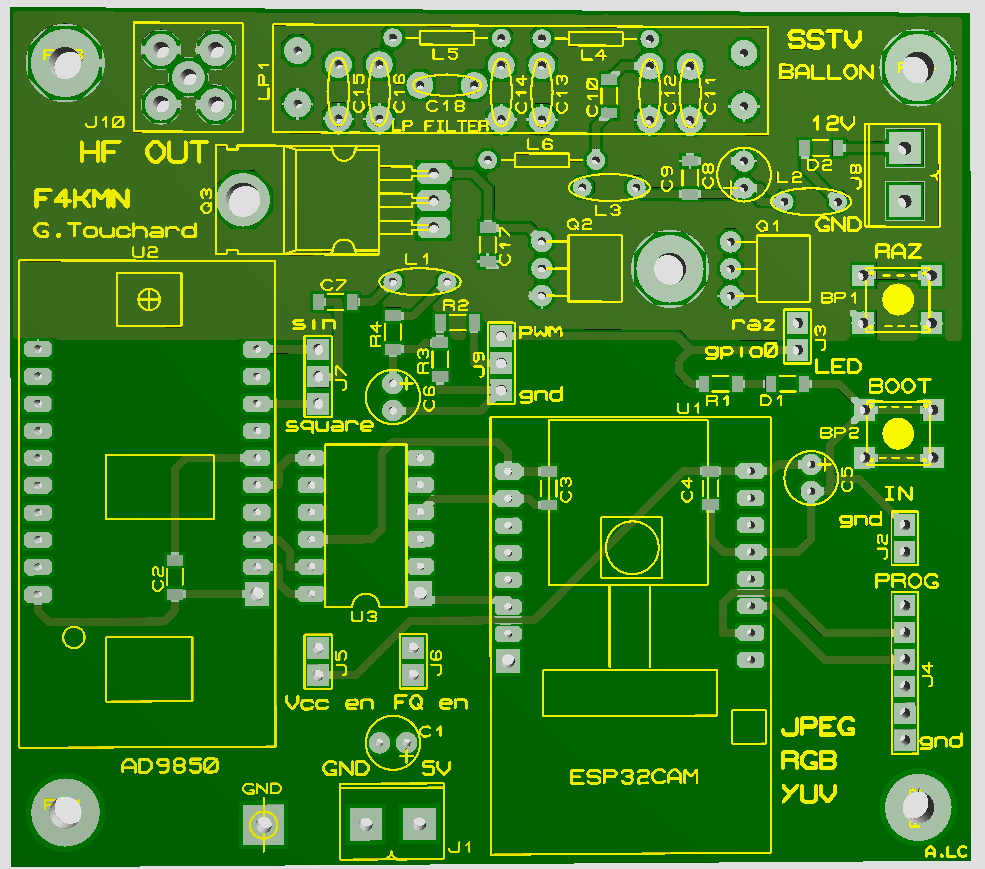 SSTV
BALLON
LP1
L5
L4
C15
C16
C18
C14
C13
C10
C12
C11
LP FILTER
J10
HF OUT
12V
D2
J8
L6
Q3
F4KMN
G.Touchard
L3
C9
C8
L2
GND
U2
C17
Q2
Q1
RAZ
L1
C7
BP1
sin
R4
R2
PWM
raz
J3
R3
J9
gpio0
J7
LED
C6
gnd
R1
D1
BOOT
U1
square
BP2
C3
C4
C5
IN
gnd
J2
C2
PROG
U3
J5
J6
J4
Vcc en
FQ en
C1
JPEG
gnd
AD9850
GND
5V
RGB
ESP32CAM
GND
YUV
J1
A.LC